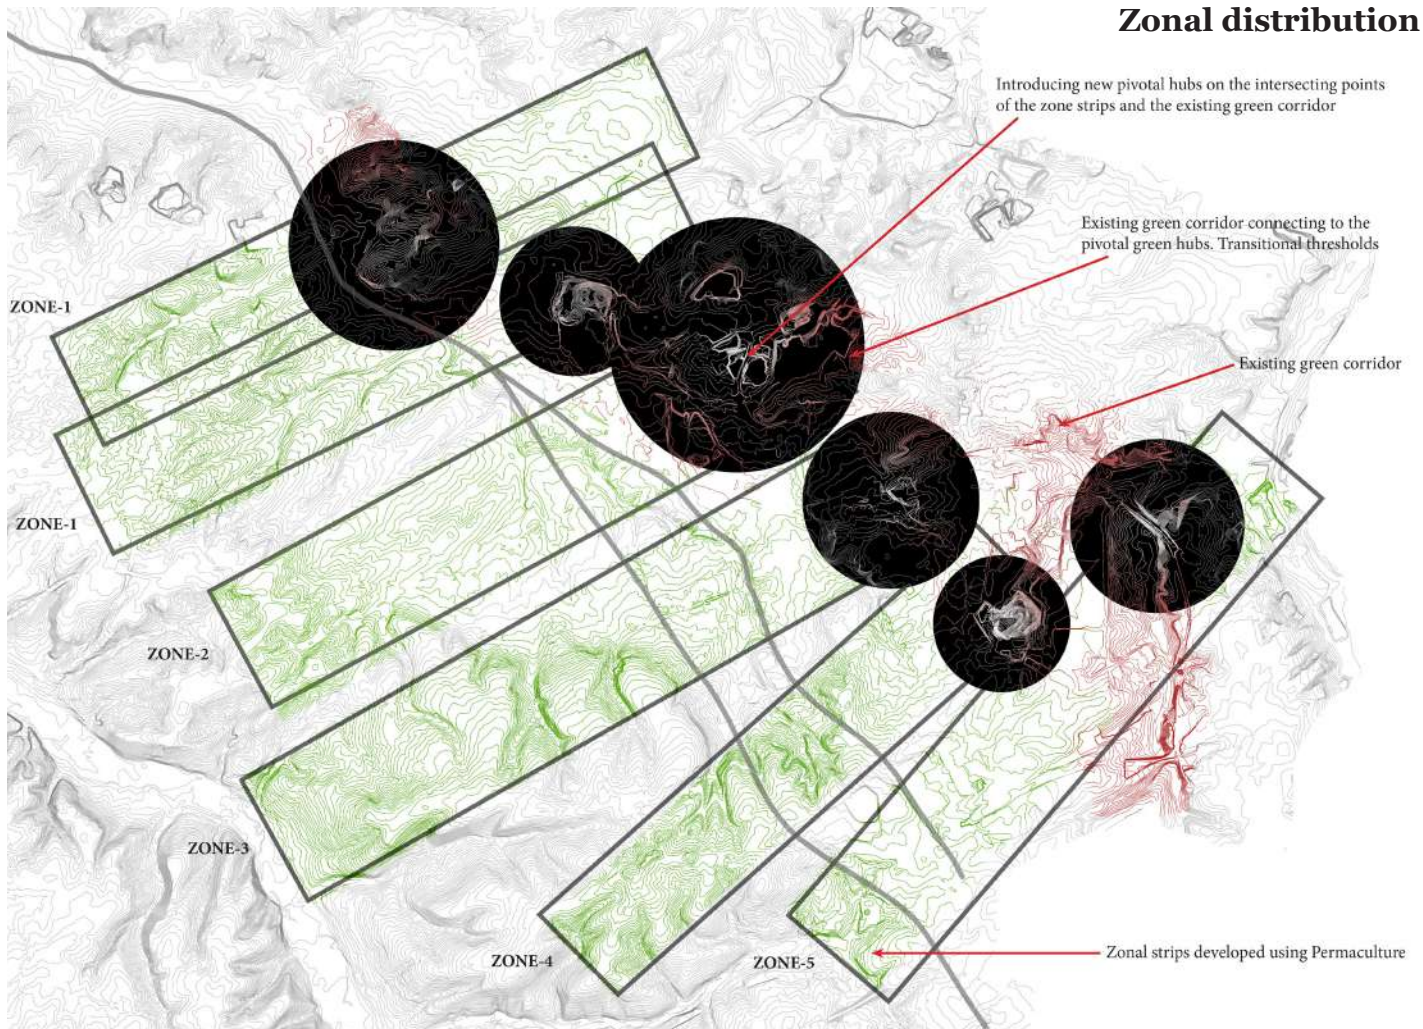 Zonal distribution
Introducing new pivotal hubs on the intersecting points
of the zone strips and the existing green corridor
Existing green corridor connecting to the
pivotal green hubs. Transitional thresholds
ZONE-1
Existing green corridor
ZONE-1
ZONE-2
ZONE-3
ZONE-4
ZONE-5
Zonal strips developed using Permaculture